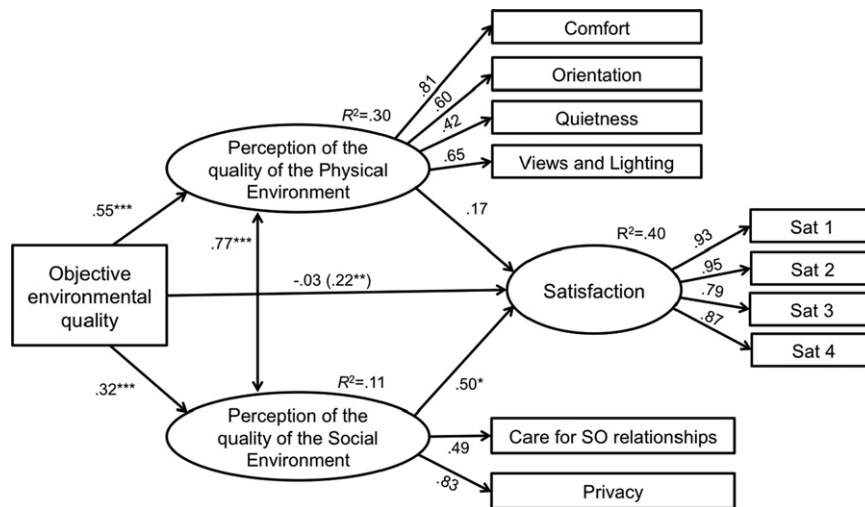 Comfort
.81
Orientation
.60
R²=.30
Quietness
.42
Perception of the
quality of the Physical
Environment
.65
Views and Lighting
.55***
.17
.77***
R²=.40
.93
Sat 1
Objective
environmental
quality
-.03 (.22**)
Satisfaction
.95
Sat 2
.79
Sat 3
.87
Sat 4
.32***
R²=.11
.50*
Perception of the
quality of the Social
Environment
.49
Care for SO relationships
.83
Privacy